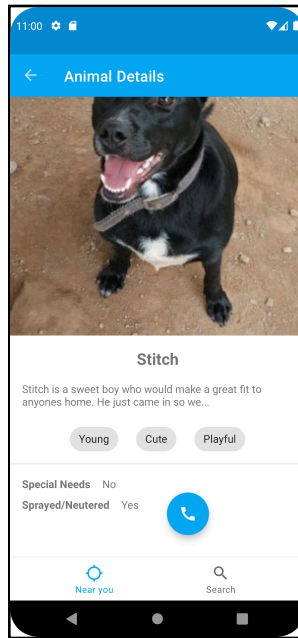 11:00
Animal Details
Stitch
Stitch is a sweet boy who would make a great fit to
anyones home. He just came in so we...
Young Cute Playful
Special Needs No
Sprayed/Neutered Yes
Near you Search